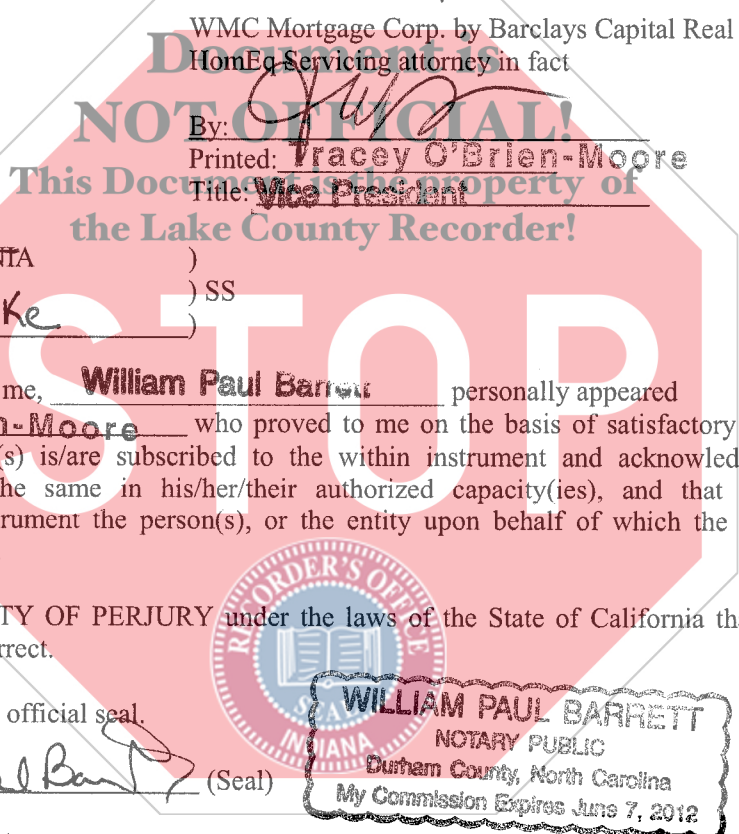 WMC Mortgage Corp. by Barclays Capital Real
HomEq Servicing attorney in fact
Document is
NOT OFFICIAL!
This Document is the property of
the Lake County Recorder!
By:
Printed: Tracey O'Brien-Moore
Title: Vice President
NIA )
) SS
ke )
STOP
me, William Paul Barrett personally appeared
n-Moore who proved to me on the basis of satisfactory
(s) is/are subscribed to the within instrument and acknowled
he same in his/her/their authorized capacity(ies), and that
rument the person(s), or the entity upon behalf of which the
RECORDER'S OFFICE
SEAL
INDIANA
TY OF PERJURY under the laws of the State of California tha
rrect.
official seal.
l Ba (Seal)
WILLIAM PAUL BARRETT
NOTARY PUBLIC
Durham County, North Carolina
My Commission Expires June 7, 2012